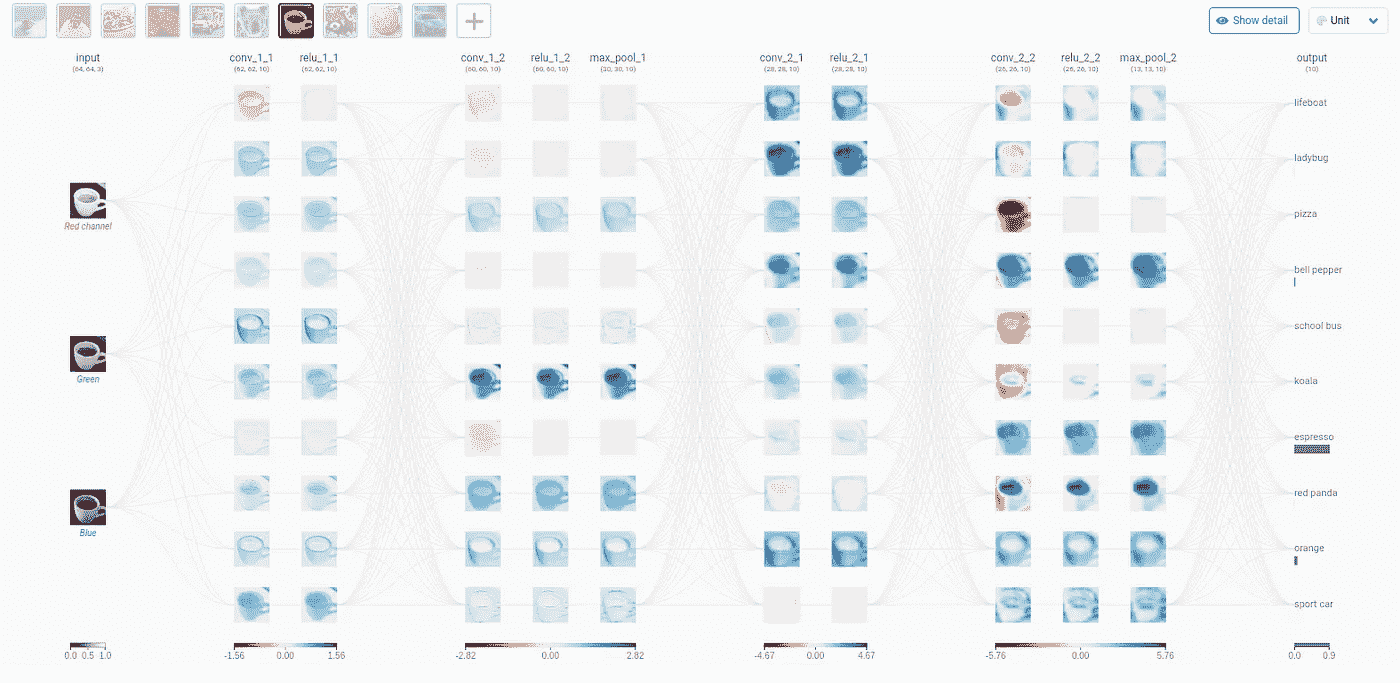 Show detail
Unit
input conv_1_1 relu_1_1 conv_1_2 relu_1_2 max_pool_1 conv_2_1 relu_2_1 conv_2_2 relu_2_2 max_pool_2 output
(64, 64, 3) (62, 62, 10) (62, 62, 10) (60, 60, 10) (60, 60, 10) (30, 30, 10) (28, 28, 10) (28, 28, 10) (26, 26, 10) (26, 26, 10) (13, 13, 10) (10)
lifeboat
ladybug
pizza
Red channel
bell pepper
school bus
Green
koala
espresso
red panda
Blue
orange
sport car
0.0 0.5 1.0 -1.56 0.00 1.56 -2.82 0.00 2.82 -4.67 0.00 4.67 -5.76 0.00 5.76 0.0 0.9